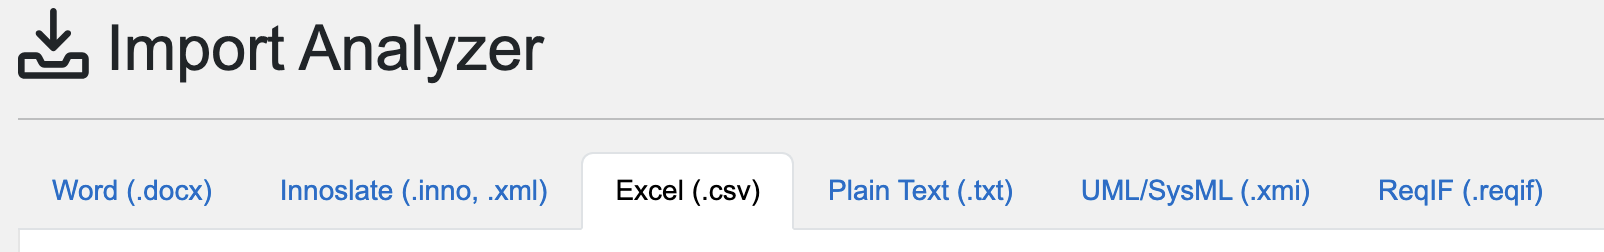 Import Analyzer
Word (.docx) Innoslate (.inno, .xml) Excel (.csv) Plain Text (.txt) UML/SysML (.xmi) ReqIF (.reqif)